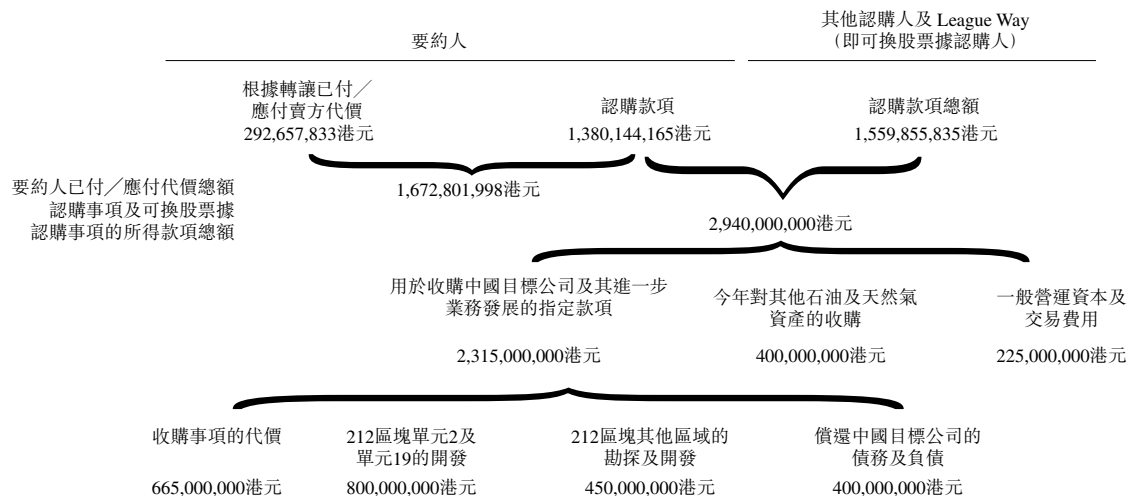 要約人
其他認購人及 League Way
（即可換股票據認購人）
根據轉讓已付╱
應付賣方代價
292,657,833港元
認購款項
1,380,144,165港元
認購款項總額
1,559,855,835港元
要約人已付╱應付代價總額
認購事項及可換股票據
認購事項的所得款項總額
1,672,801,998港元
2,940,000,000港元
用於收購中國目標公司及其進一步
業務發展的指定款項
2,315,000,000港元
今年對其他石油及天然氣
資產的收購
400,000,000港元
一般營運資本及
交易費用
225,000,000港元
收購事項的代價
665,000,000港元
212區塊單元2及
單元19的開發
800,000,000港元
212區塊其他區域的
勘探及開發
450,000,000港元
償還中國目標公司的
債務及負債
400,000,000港元